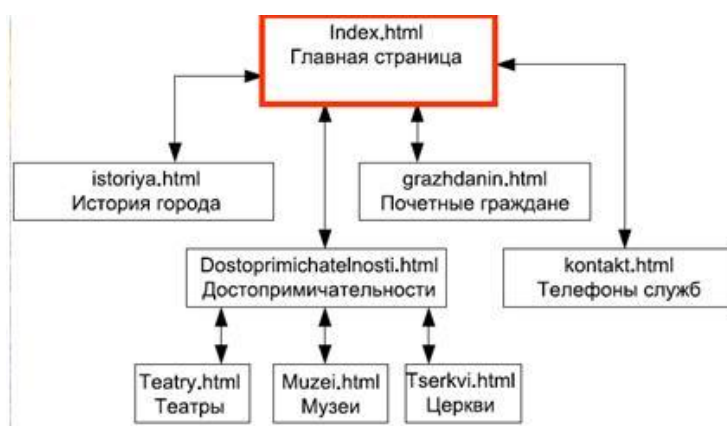 Index.html
Главная страница
istoriya.html
История города
grazhdanin.html
Почетные граждане
Dostoprimichatelnosti.html
Достопримичательности
kontakt.html
Телефоны служб
Teatry.html
Театры
Muzei.html
Музеи
Tserkvi.html
Церкви